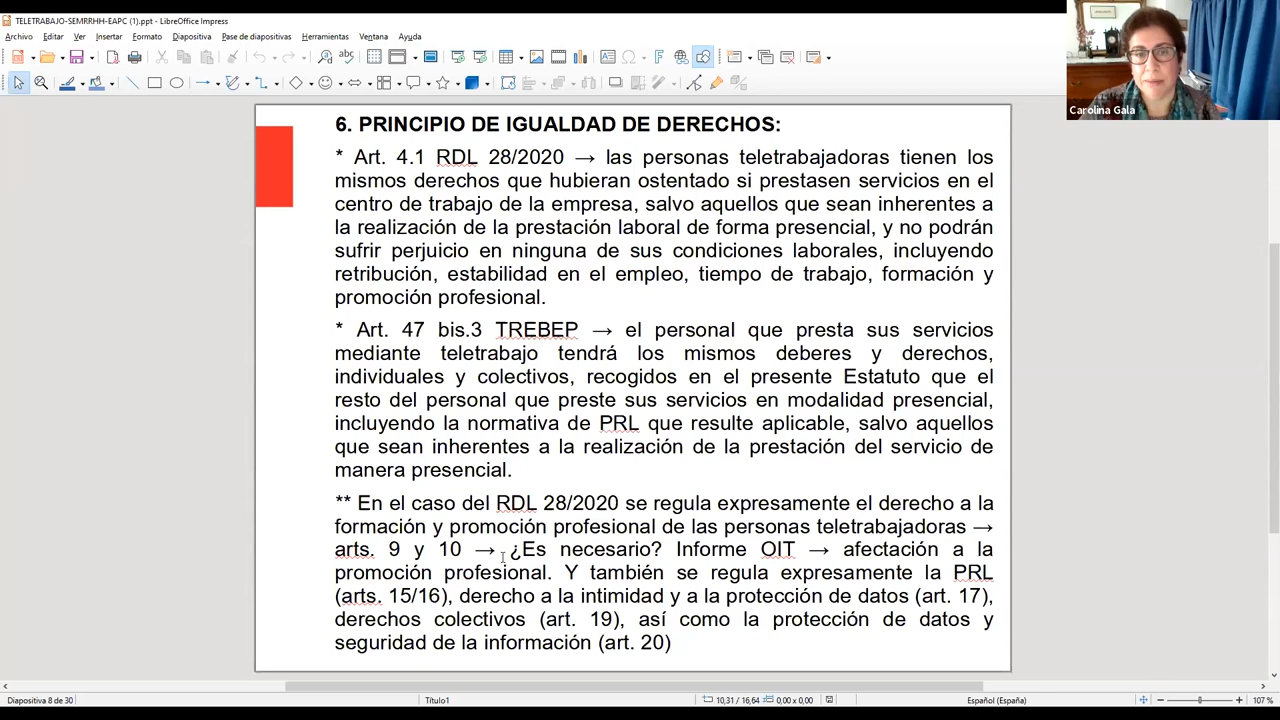 TELETRABAJO-SEMRRHH-EAPC (1).ppt - LibreOffice Impress
Archivo Editar Ver Insertar Formato Diapositiva Pase de diapositivas Herramientas Ventana Ayuda
Carolina Gala
6. PRINCIPIO DE IGUALDAD DE DERECHOS:
* Art. 4.1 RDL 28/2020 → las personas teletrabajadoras tienen los
mismos derechos que hubieran ostentado si prestasen servicios en el
centro de trabajo de la empresa, salvo aquellos que sean inherentes a
la realización de la prestación laboral de forma presencial, y no podrán
sufrir perjuicio en ninguna de sus condiciones laborales, incluyendo
retribución, estabilidad en el empleo, tiempo de trabajo, formación y
promoción profesional.
* Art. 47 bis.3 TREBEP → el personal que presta sus servicios
mediante teletrabajo tendrá los mismos deberes y derechos,
individuales y colectivos, recogidos en el presente Estatuto que el
resto del personal que preste sus servicios en modalidad presencial,
incluyendo la normativa de PRL que resulte aplicable, salvo aquellos
que sean inherentes a la realización de la prestación del servicio de
manera presencial.
** En el caso del RDL 28/2020 se regula expresamente el derecho a la
formación y promoción profesional de las personas teletrabajadoras →
arts. 9 y 10 → ¿Es necesario? Informe OIT → afectación a la
promoción profesional. Y también se regula expresamente la PRL
(arts. 15/16), derecho a la intimidad y a la protección de datos (art. 17),
derechos colectivos (art. 19), así como la protección de datos y
seguridad de la información (art. 20)
Diapositiva 8 de 30 Título1 10,31 / 16,64 0,00 x 0,00 Español (España) 107 %